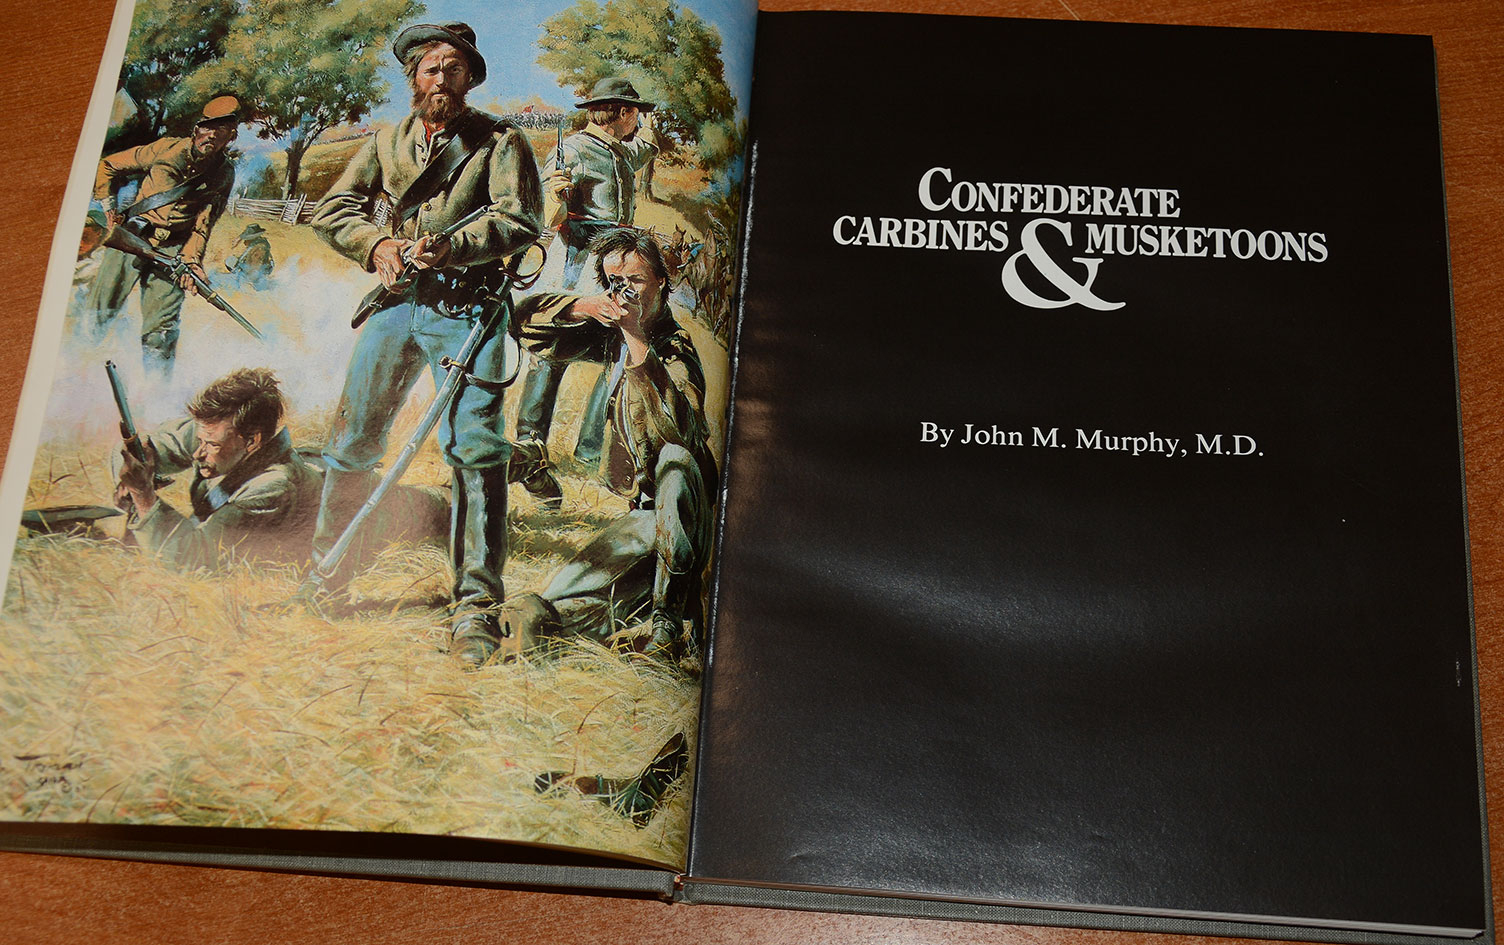 CONFEDERATE
CARBINES & MUSKETOONS
By John M. Murphy, M.D.